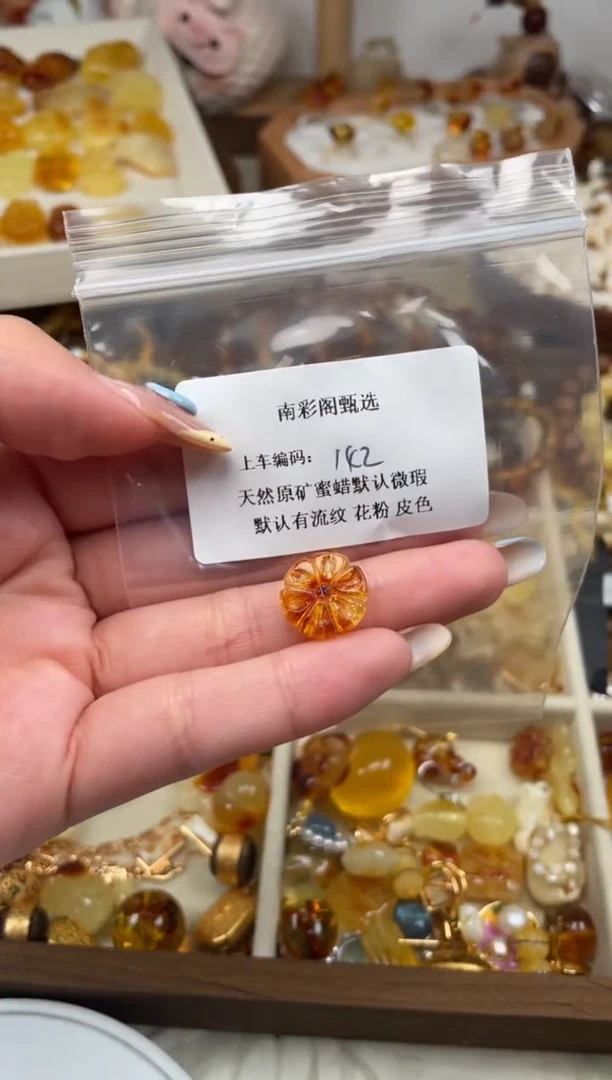 南彩阁甄选
上车编码： 142
天然原矿蜜蜡默认微瑕
默认有流纹 花粉 皮色